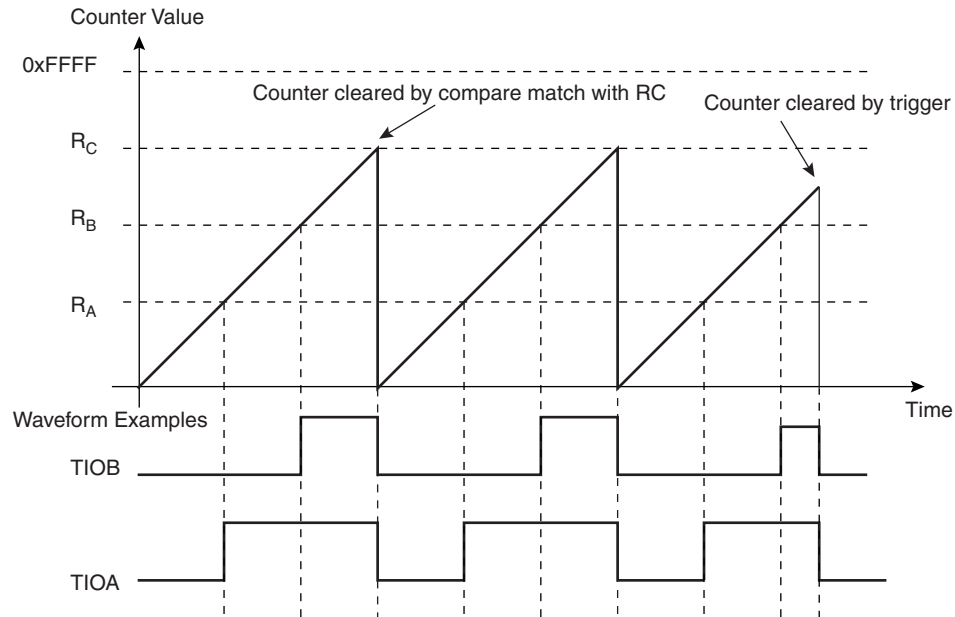 Counter Value
0xFFFF
Counter cleared by compare match with RC
Counter cleared by trigger
RC
RB
RA
Time
Waveform Examples
TIOB
TIOA